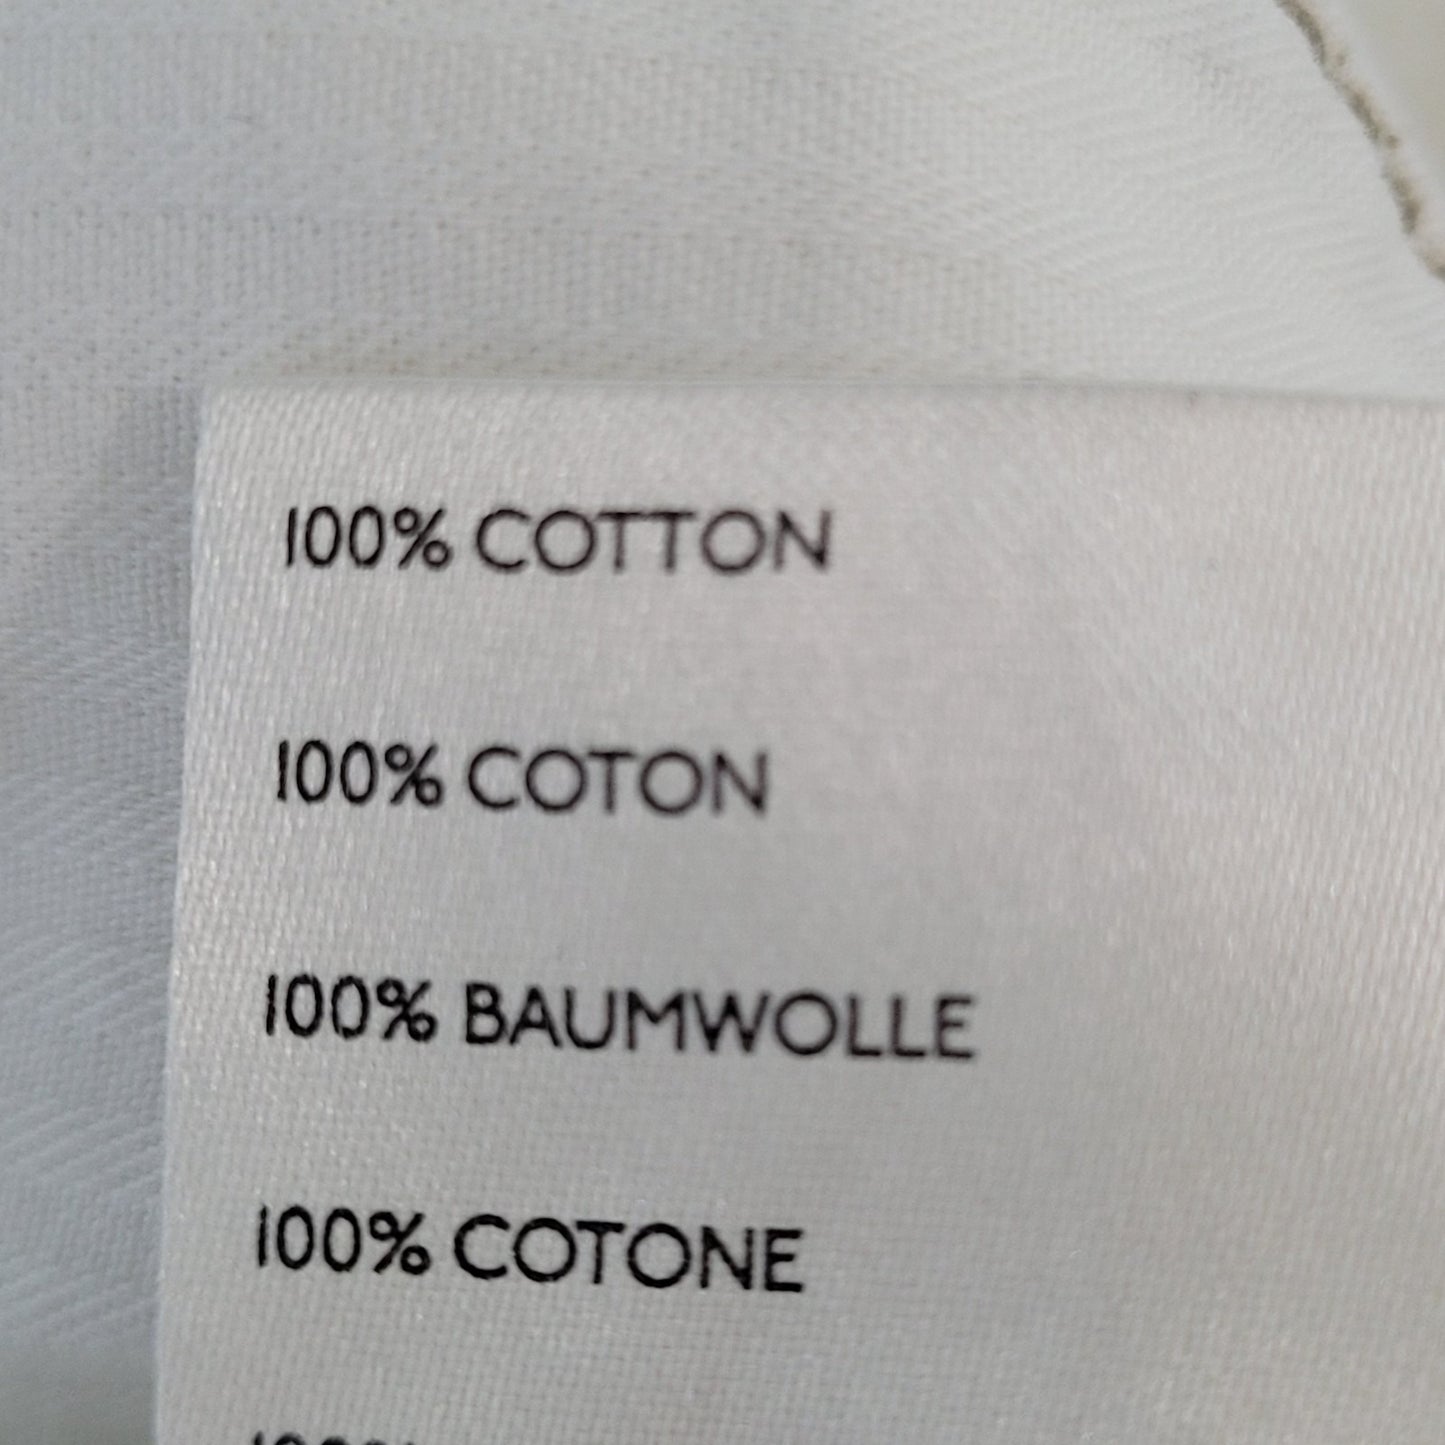 100% COTTON
100% COTON
100% BAUMWOLLE
100% COTONE